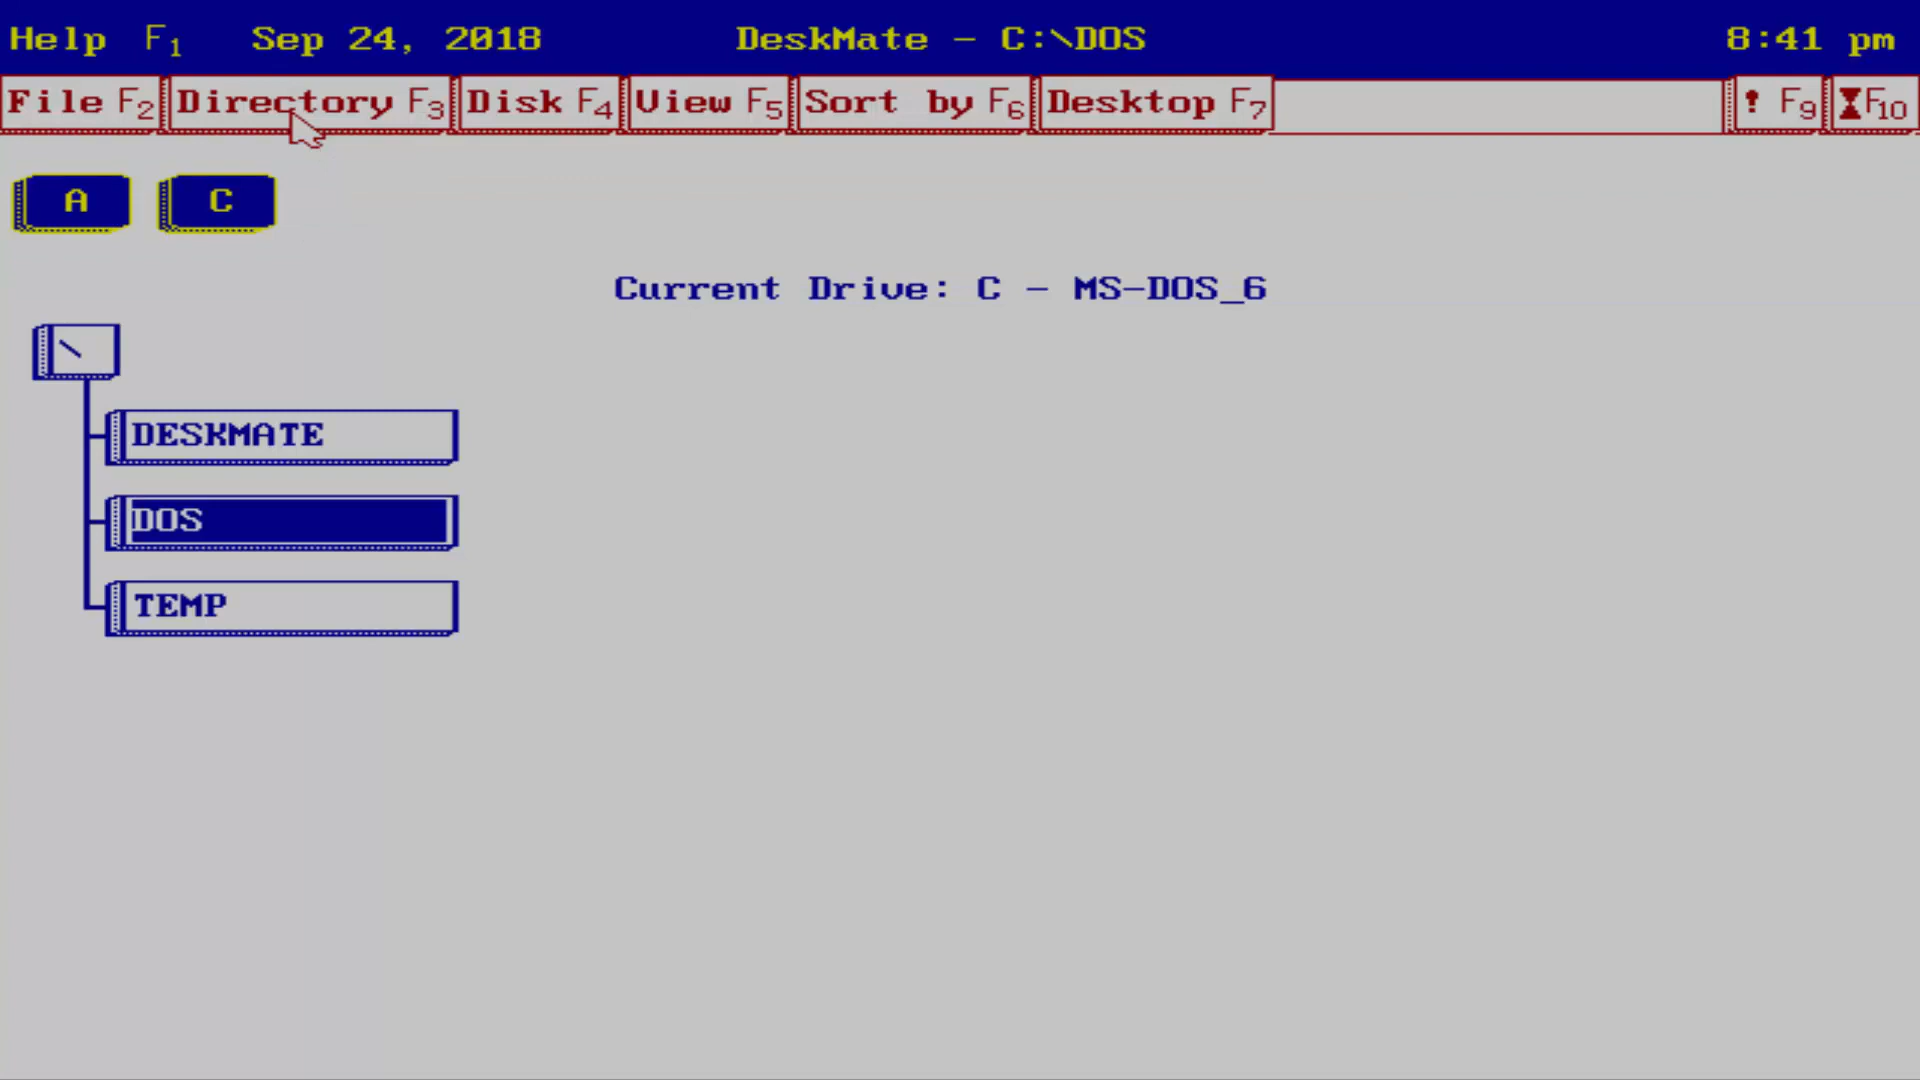 Help F1 Sep 24, 2018 DeskMate - C:\DOS 8:41 pm
File F2 Directory F3 Disk F4 View F5 Sort by F6 Desktop F7 ! F9 F10
A C
Current Drive: C - MS-DOS_6
\
DESKMATE
DOS
TEMP